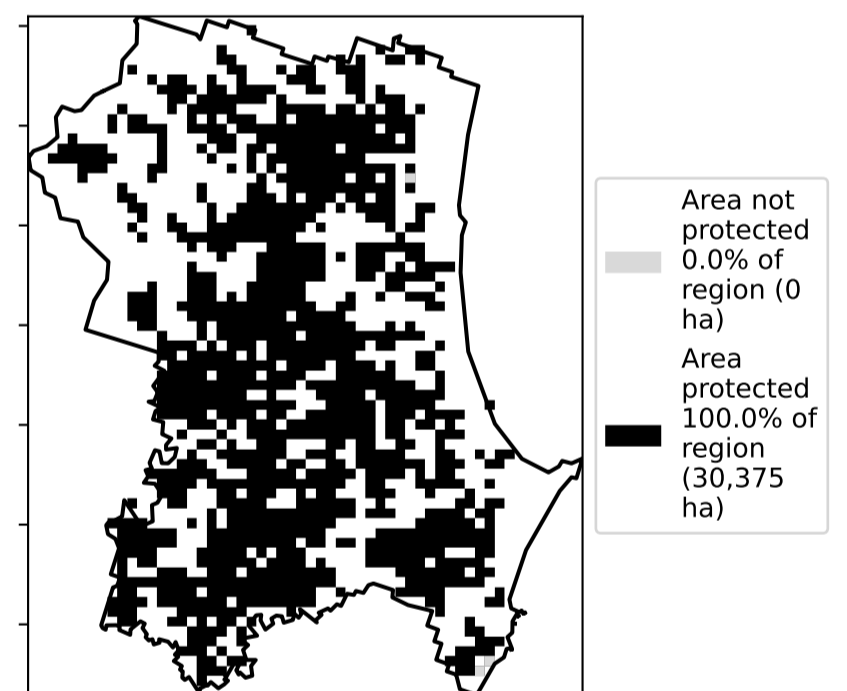 Area not
protected
0.0% of
region (0
ha)
Area
protected
100.0% of
region
(30,375
ha)